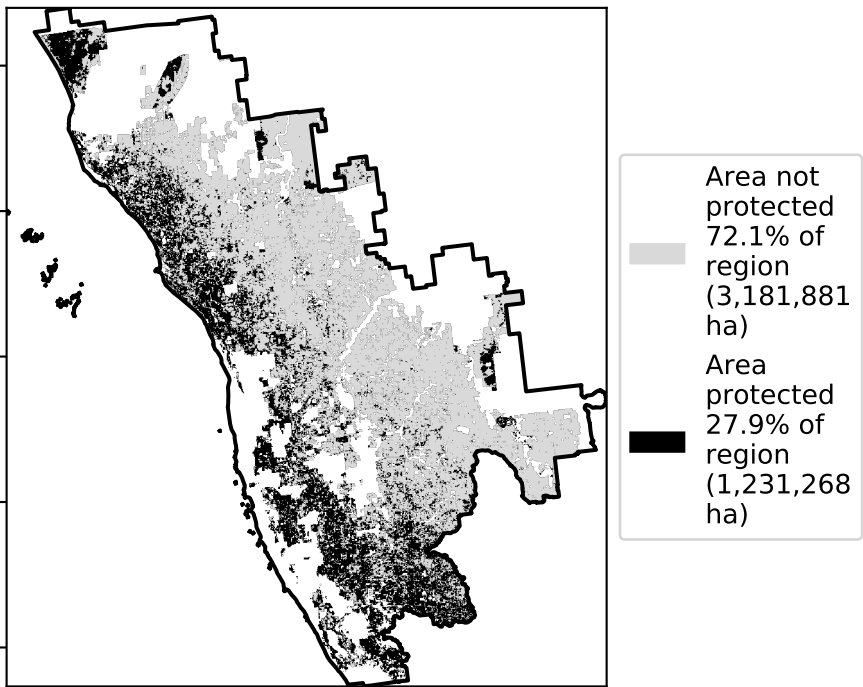 Area not
protected
72.1% of
region
(3,181,881
ha)
Area
protected
27.9% of
region
(1,231,268
ha)